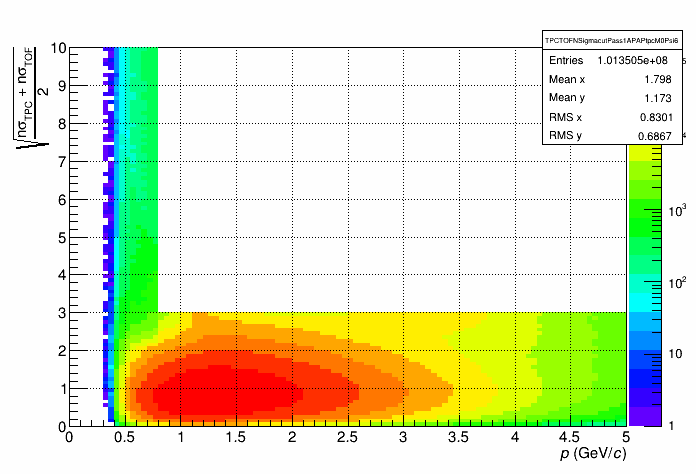 TPCTOFNSigmacutPass1APAPtpcM0Psi6
Entries 1.013505e+08
Mean x 1.798
Mean y 1.173
RMS x 0.8301
RMS y 0.6867
√nσTPC + nσTOF
2
10
9
8
7
6
5
4
3
2
1
0
0 0.5 1 1.5 2 2.5 3 3.5 4 4.5 5
p (GeV/c)
10³
10²
10
1